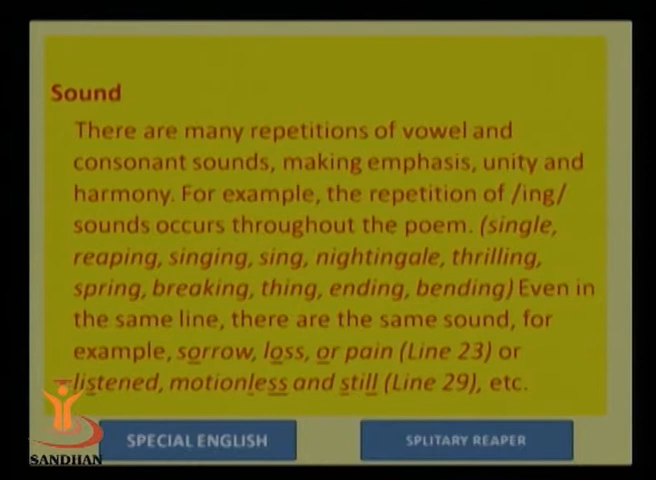 Sound
There are many repetitions of vowel and
consonant sounds, making emphasis, unity and
harmony. For example, the repetition of /ing/
sounds occurs throughout the poem. (single,
reaping, singing, sing, nightingale, thrilling,
spring, breaking, thing, ending, bending) Even in
the same line, there are the same sound, for
example, sorrow, loss, or pain (Line 23) or
listened, motionless and still (Line 29), etc.
SPECIAL ENGLISH
SPLITARY REAPER
SANDHAN